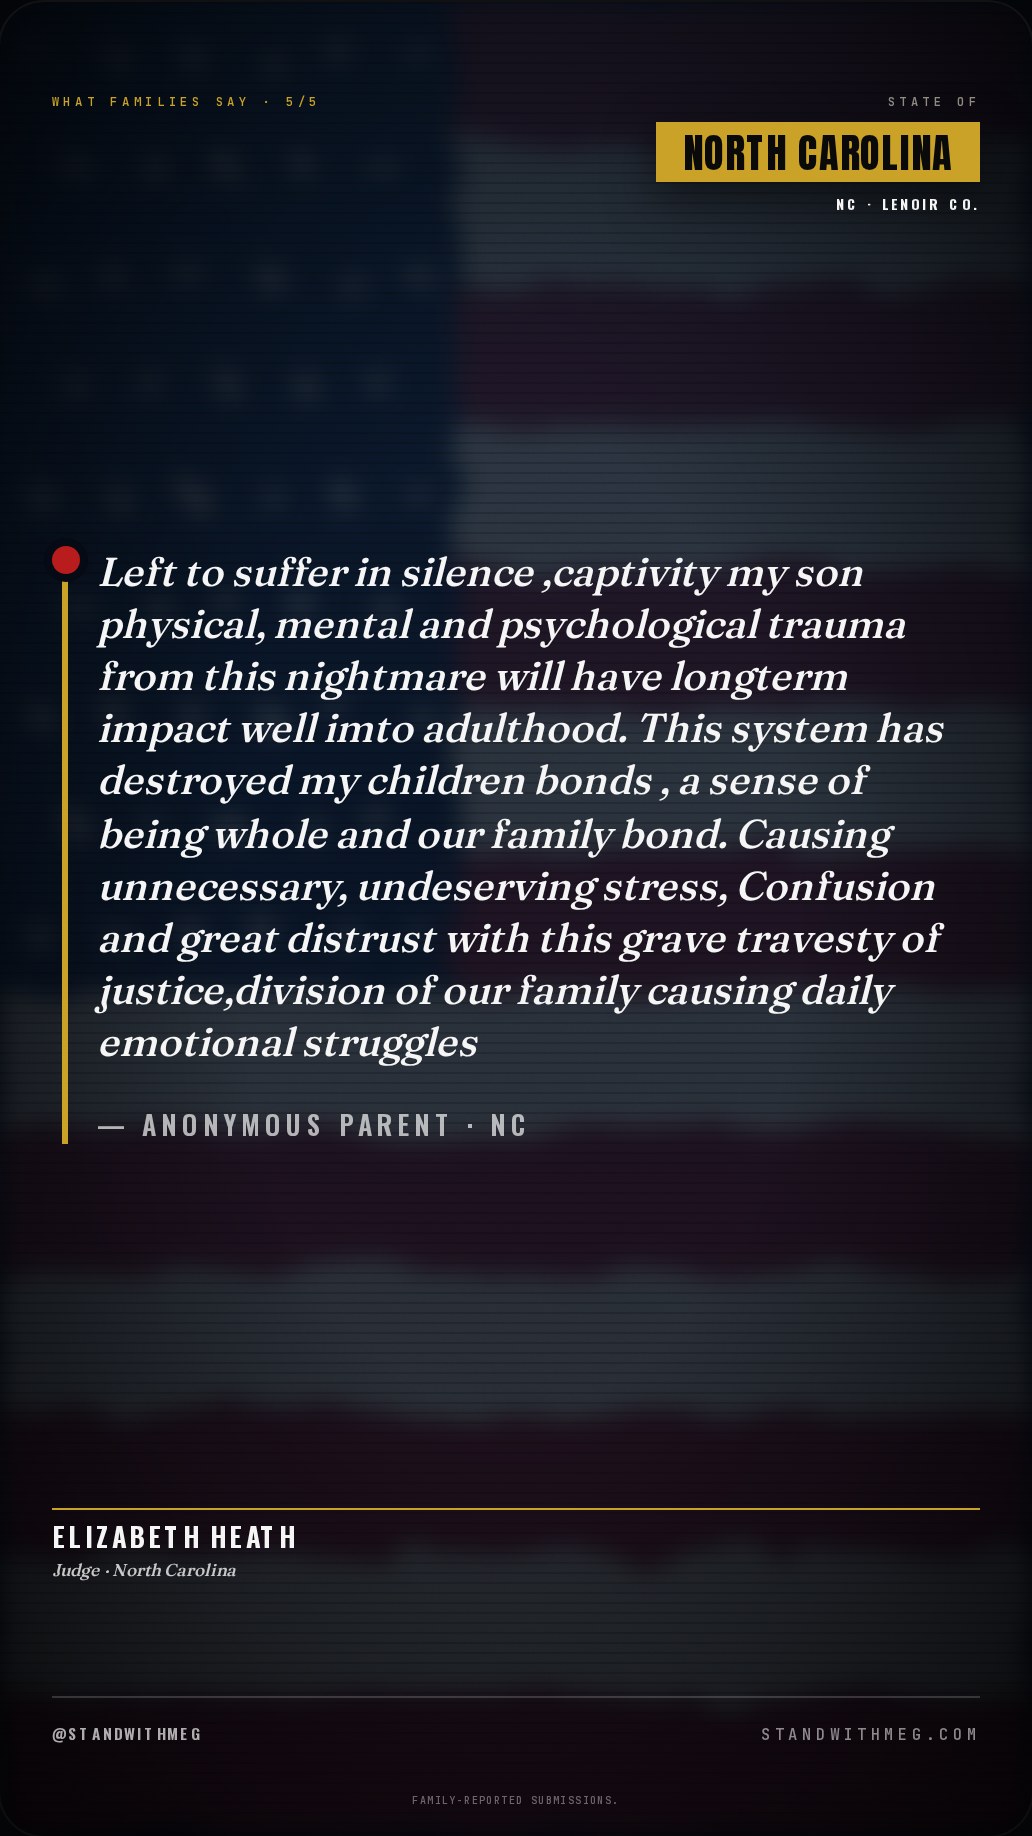 WHAT FAMILIES SAY · 5/5
STATE OF
NORTH CAROLINA
NC · LENOIR CO.
Left to suffer in silence ,captivity my son
physical, mental and psychological trauma
from this nightmare will have longterm
impact well imto adulthood. This system has
destroyed my children bonds , a sense of
being whole and our family bond. Causing
unnecessary, undeserving stress, Confusion
and great distrust with this grave travesty of
justice,division of our family causing daily
emotional struggles
— ANONYMOUS PARENT · NC
ELIZABETH HEATH
Judge · North Carolina
@STANDWITHMEG
STANDWITHMEG.COM
FAMILY-REPORTED SUBMISSIONS.